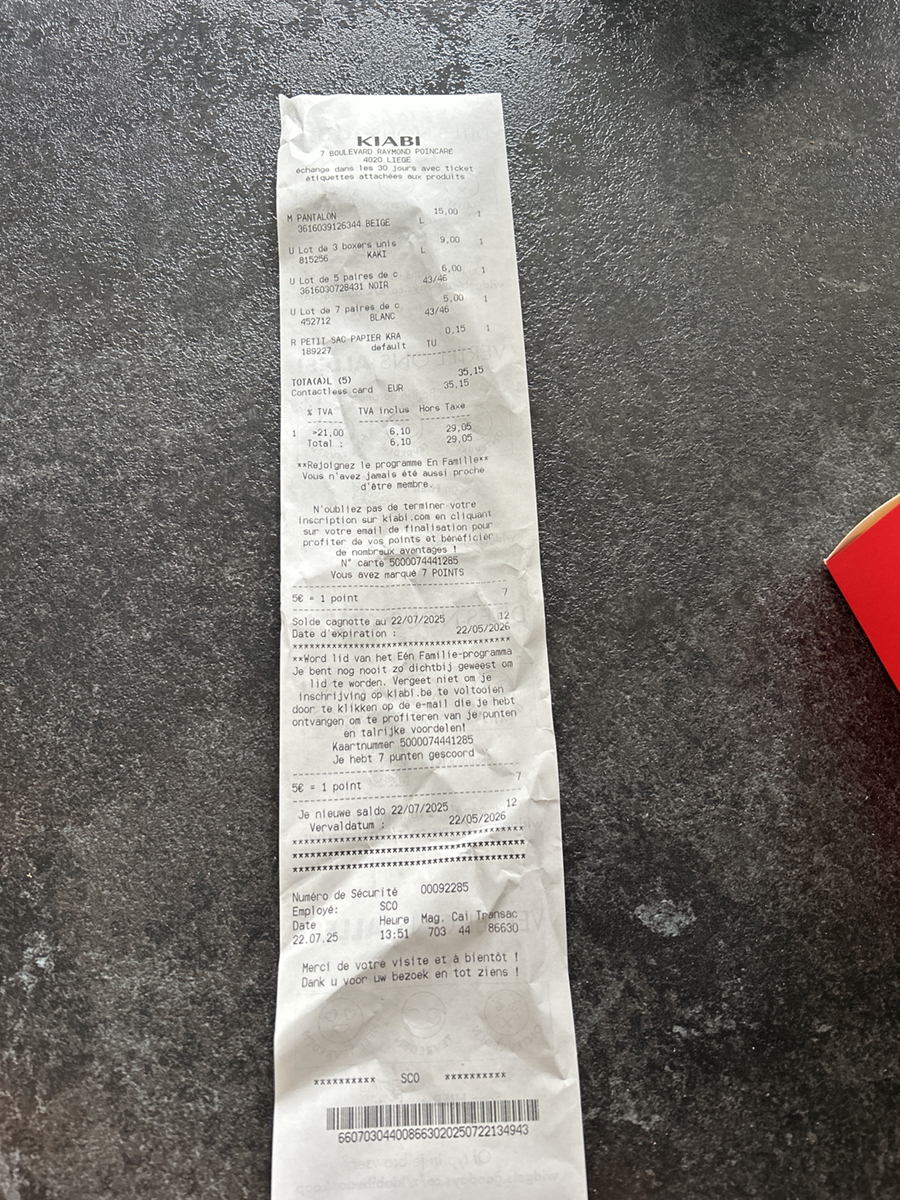 KIABI
7 BOULEVARD RAYMOND POINCARE
4020 LIEGE
échange dans les 30 jours avec ticket
étiquettes attachées aux produits
M PANTALON L 15,00 1
3616039126344 BEIGE
U Lot de 3 boxers unis L 9,00 1
815256 KAKI
U Lot de 5 paires de c 6,00 1
3616030728431 NOIR 43/46
U Lot de 7 paires de c 5,00 1
452712 BLANC 43/46
R PETIT SAC PAPIER KRA 0,15 1
189227 default TU
TOTA(A)L (5) 35,15
Contactless card EUR 35,15
% TVA TVA inclus Hors Taxe
1 >21,00 6,10 29,05
Total : 6,10 29,05
**Rejoignez le programme En Famille**
Vous n'avez jamais été aussi proche
d'être membre.
N'oubliez pas de terminer votre
inscription sur kiabi.com en cliquant
sur votre email de finalisation pour
profiter de vos points et bénéficier
de nombreux avantages !
N° carte 5000074441285
Vous avez marqué 7 POINTS
5€ = 1 point 7
Solde cagnotte au 22/07/2025 12
Date d'expiration : 22/05/2026
****************************************
**Word lid van het Eén Familie-programma
Je bent nog nooit zo dichtbij geweest om
lid te worden. Vergeet niet om je
inschrijving op kiabi.be te voltooien
door te klikken op de e-mail die je hebt
ontvangen om te profiteren van je punten
en talrijke voordelen!
Kaartnummer 5000074441285
Je hebt 7 punten gescoord
5€ = 1 point 7
Je nieuwe saldo 22/07/2025 12
Vervaldatum : 22/05/2026
****************************************
****************************************
****************************************
Numéro de Sécurité 00092285
Employé: SCO
Date Heure Mag. Cai Transac
22.07.25 13:51 703 44 86630
Merci de votre visite et à bientôt !
Dank u voor uw bezoek en tot ziens !
********** SCO **********
660703044008663020250722134943